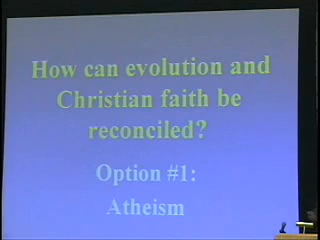 How can evolution and
Christian faith be
reconciled?
Option #1:
Atheism